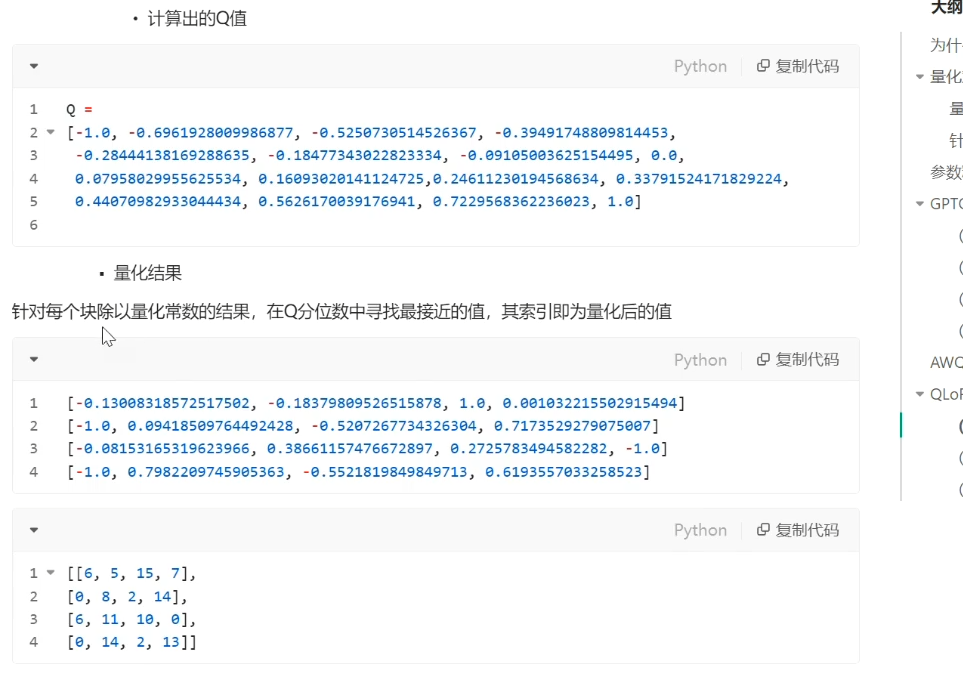 • 计算出的Q值
Python 复制代码
1 Q =
2 [-1.0, -0.6961928009986877, -0.5250730514526367, -0.39491748809814453,
3 -0.28444138169288635, -0.18477343022823334, -0.09105003625154495, 0.0,
4 0.07958029955625534, 0.16093020141124725,0.24611230194568634, 0.33791524171829224,
5 0.44070982933044434, 0.5626170039176941, 0.7229568362236023, 1.0]
6
▪ 量化结果
针对每个块除以量化常数的结果，在Q分位数中寻找最接近的值，其索引即为量化后的值
Python 复制代码
1 [-0.13008318572517502, -0.18379809526515878, 1.0, 0.001032215502915494]
2 [-1.0, 0.09418509764492428, -0.5207267734326304, 0.7173529279075007]
3 [-0.08153165319623966, 0.38661157476672897, 0.2725783494582282, -1.0]
4 [-1.0, 0.7982209745905363, -0.5521819849849713, 0.6193557033258523]
Python 复制代码
1 [[6, 5, 15, 7],
2 [0, 8, 2, 14],
3 [6, 11, 10, 0],
4 [0, 14, 2, 13]]
大纲
为什
量化
量
针
参数
GPTQ
(
(
(
(
AWQ
QLoR
(
(
(